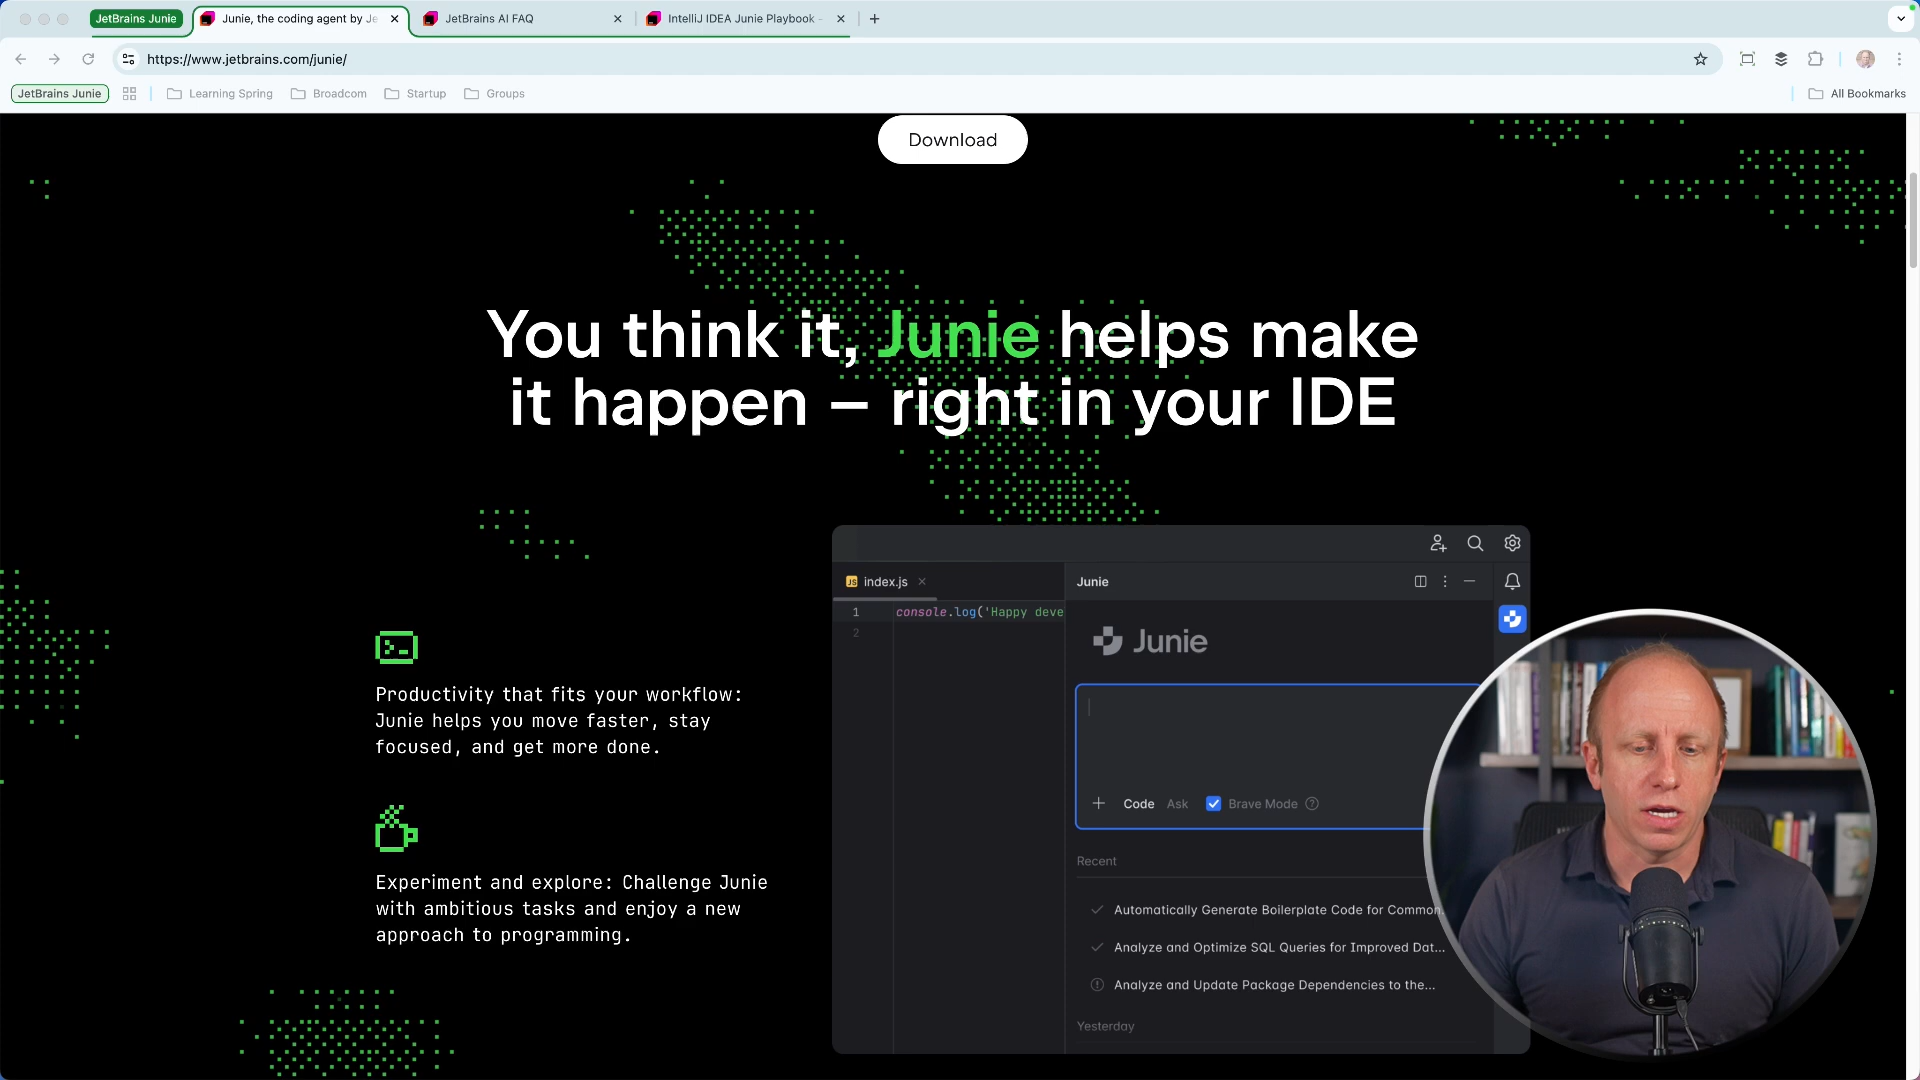 JetBrains Junie
Junie, the coding agent by Je
JetBrains AI FAQ
IntelliJ IDEA Junie Playbook -
https://www.jetbrains.com/junie/
JetBrains Junie
Learning Spring
Broadcom
Startup
Groups
All Bookmarks
Download
You think it, Junie helps make
it happen – right in your IDE
Productivity that fits your workflow:
Junie helps you move faster, stay
focused, and get more done.
Experiment and explore: Challenge Junie
with ambitious tasks and enjoy a new
approach to programming.
JS index.js
1 console.log('Happy deve
2
Junie
Junie
Code Ask Brave Mode
Recent
Automatically Generate Boilerplate Code for Common
Analyze and Optimize SQL Queries for Improved Dat...
Analyze and Update Package Dependencies to the...
Yesterday